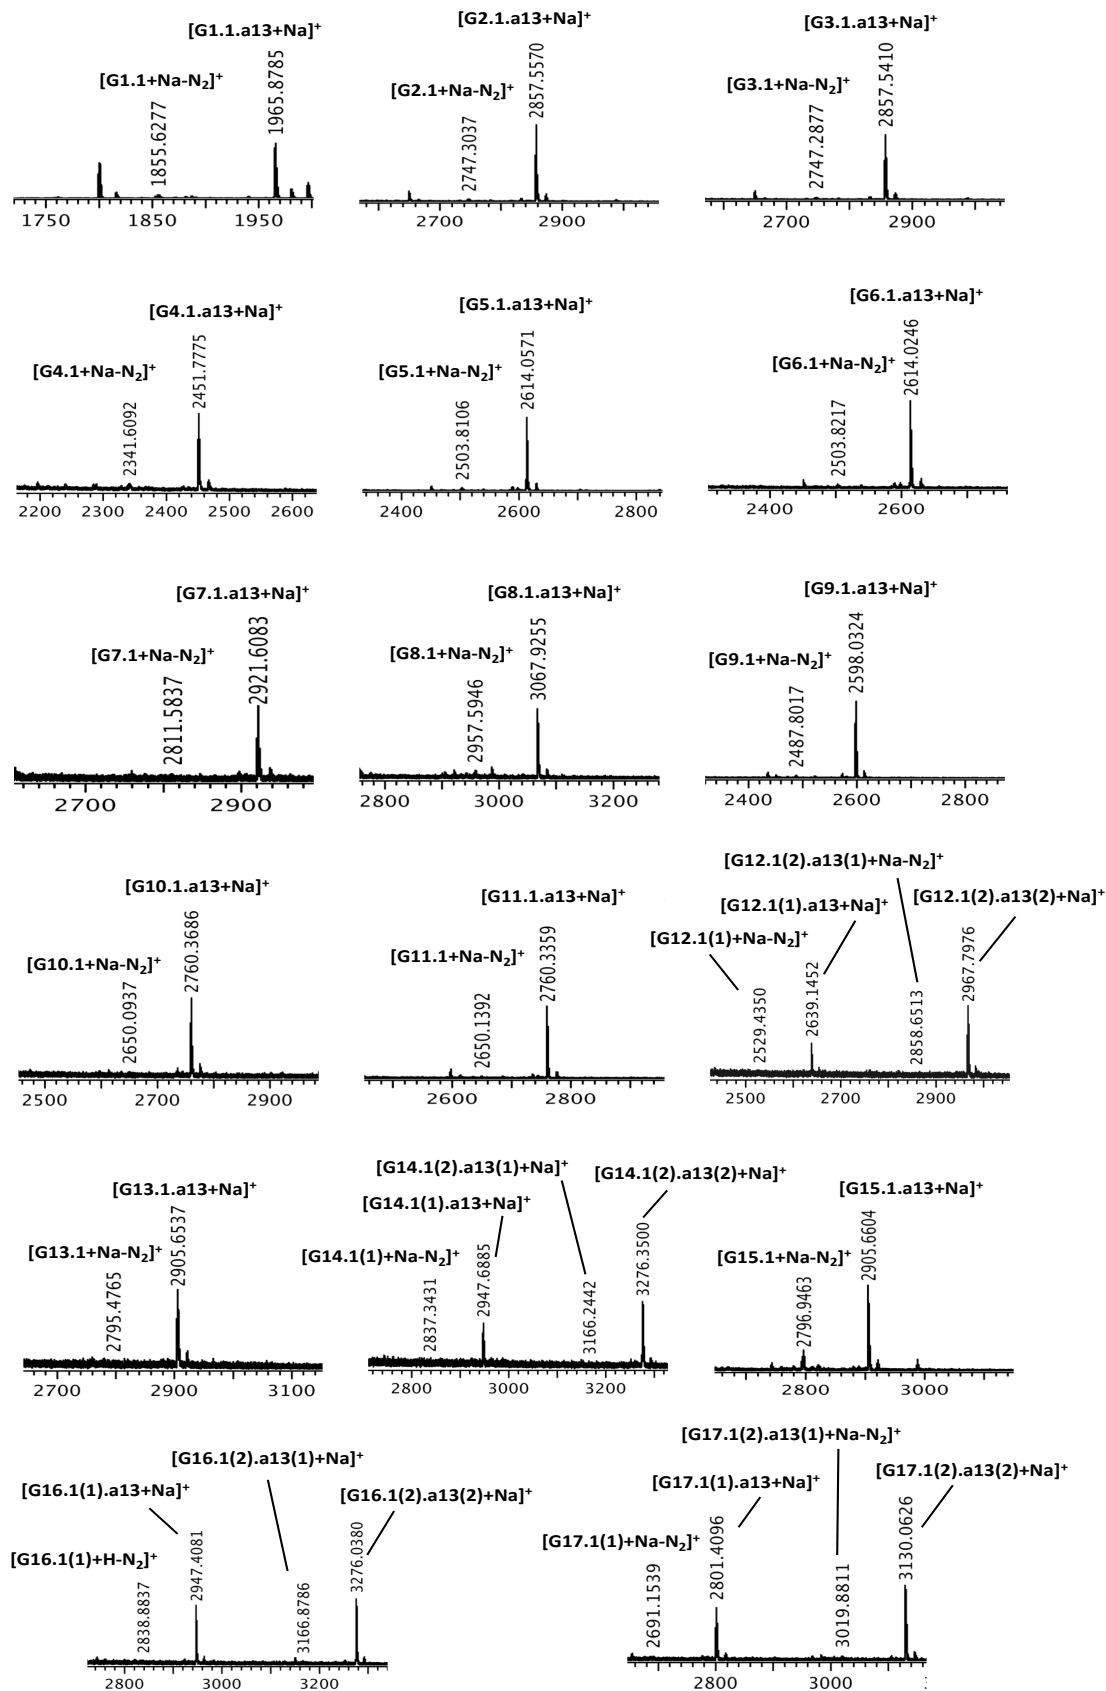 [G1.1.a13+Na]⁺
[G1.1+Na-N₂]⁺
1965.8785
1855.6277
1750 1850 1950
[G2.1.a13+Na]⁺
[G2.1+Na-N₂]⁺
2857.5570
2747.3037
2700 2900
[G3.1.a13+Na]⁺
[G3.1+Na-N₂]⁺
2857.5410
2747.2877
2700 2900
[G4.1.a13+Na]⁺
[G4.1+Na-N₂]⁺
2451.7775
2341.6092
2200 2300 2400 2500 2600
[G5.1.a13+Na]⁺
[G5.1+Na-N₂]⁺
2614.0571
2503.8106
2400 2600 2800
[G6.1.a13+Na]⁺
[G6.1+Na-N₂]⁺
2614.0246
2503.8217
2400 2600
[G7.1.a13+Na]⁺
[G7.1+Na-N₂]⁺
2921.6083
2811.5837
2700 2900
[G8.1.a13+Na]⁺
[G8.1+Na-N₂]⁺
3067.9255
2957.5946
2800 3000 3200
[G9.1.a13+Na]⁺
[G9.1+Na-N₂]⁺
2598.0324
2487.8017
2400 2600 2800
[G10.1.a13+Na]⁺
[G10.1+Na-N₂]⁺
2760.3686
2650.0937
2500 2700 2900
[G11.1.a13+Na]⁺
[G11.1+Na-N₂]⁺
2760.3359
2650.1392
2600 2800
[G12.1(2).a13(1)+Na-N₂]⁺
[G12.1(1).a13+Na]⁺
[G12.1(2).a13(2)+Na]⁺
[G12.1(1)+Na-N₂]⁺
2529.4350
2639.1452
2858.6513
2967.7976
2500 2700 2900
[G13.1.a13+Na]⁺
[G13.1+Na-N₂]⁺
2905.6537
2795.4765
2700 2900 3100
[G14.1(2).a13(1)+Na]⁺
[G14.1(2).a13(2)+Na]⁺
[G14.1(1).a13+Na]⁺
[G14.1(1)+Na-N₂]⁺
2837.3431
2947.6885
3166.2442
3276.3500
2800 3000 3200
[G15.1.a13+Na]⁺
[G15.1+Na-N₂]⁺
2905.6604
2796.9463
2800 3000
[G16.1(2).a13(1)+Na]⁺
[G16.1(1).a13+Na]⁺
[G16.1(2).a13(2)+Na]⁺
[G16.1(1)+H-N₂]⁺
2838.8837
2947.4081
3166.8786
3276.0380
2800 3000 3200
[G17.1(2).a13(1)+Na-N₂]⁺
[G17.1(2).a13(2)+Na]⁺
[G17.1(1).a13+Na]⁺
[G17.1(1)+Na-N₂]⁺
2691.1539
2801.4096
3019.8811
3130.0626
2800 3000